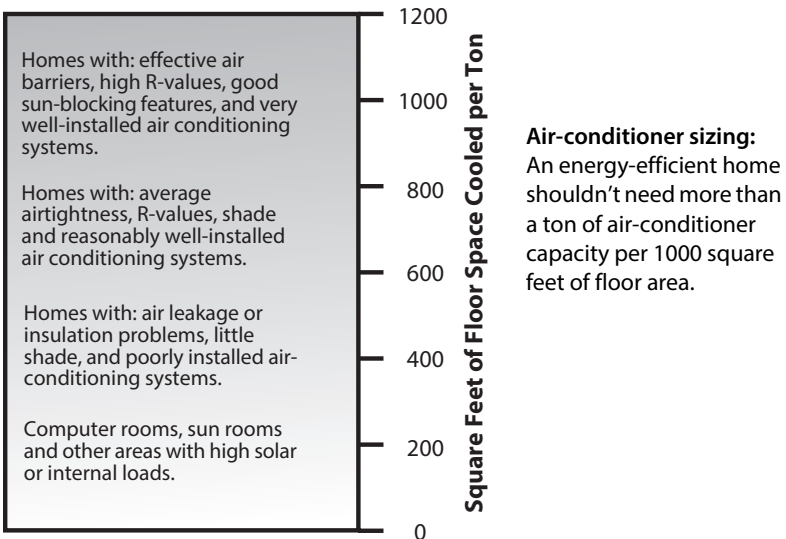 Homes with: effective air
barriers, high R-values, good
sun-blocking features, and very
well-installed air conditioning
systems.
Homes with: average
airtightness, R-values, shade
and reasonably well-installed
air conditioning systems.
Homes with: air leakage or
insulation problems, little
shade, and poorly installed air-
conditioning systems.
Computer rooms, sun rooms
and other areas with high solar
or internal loads.
1200
1000
800
600
400
200
0
Square Feet of Floor Space Cooled per Ton
Air-conditioner sizing:
An energy-efficient home
shouldn’t need more than
a ton of air-conditioner
capacity per 1000 square
feet of floor area.